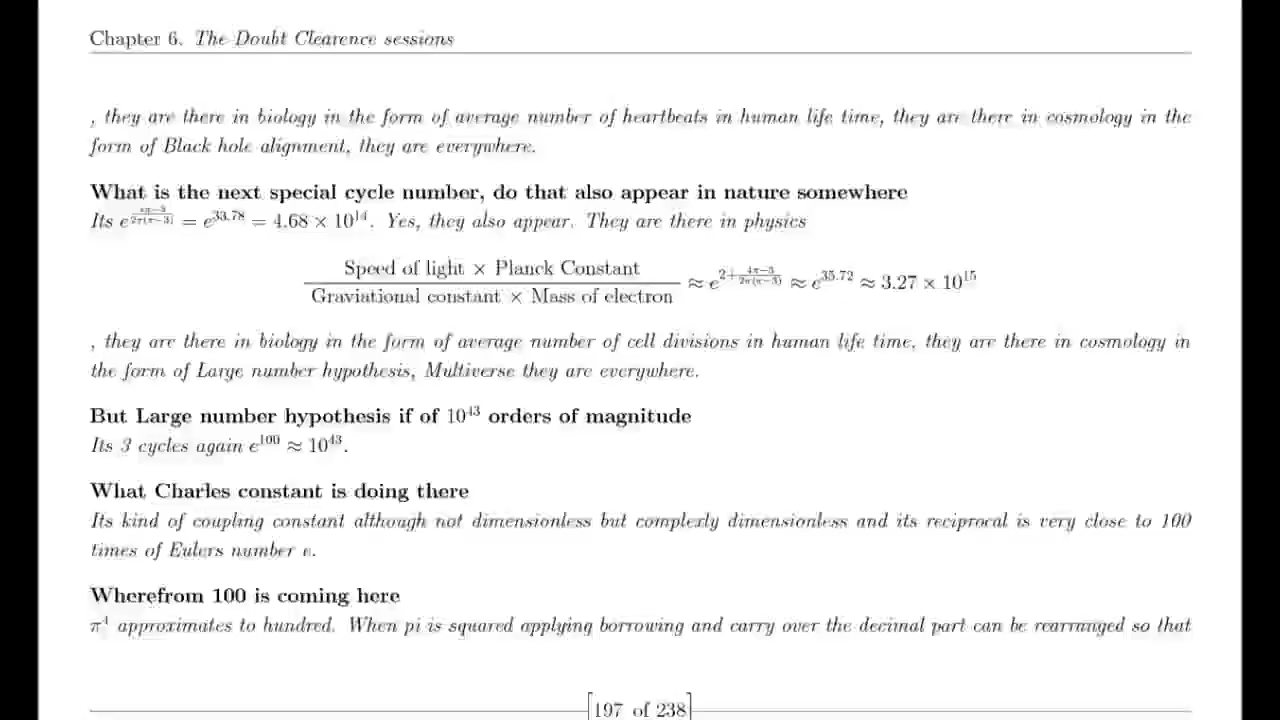 Chapter 6. The Doubt Clearence sessions
, they are there in biology in the form of average number of heartbeats in human life time, they are there in cosmology in the
form of Black hole alignment, they are everywhere.
What is the next special cycle number, do that also appear in nature somewhere
Its e^{\frac{π-3}{2π(π-3)}} = e^{33.78} = 4.68 × 10^{14}. Yes, they also appear. They are there in physics
\frac{Speed of light × Planck Constant}{Graviational constant × Mass of electron} ≈ e^{2+\frac{4π-3}{2π(π-3)}} ≈ e^{35.72} ≈ 3.27 × 10^{15}
, they are there in biology in the form of average number of cell divisions in human life time, they are there in cosmology in
the form of Large number hypothesis, Multiverse they are everywhere.
But Large number hypothesis if of 10^{43} orders of magnitude
Its 3 cycles again e^{100} ≈ 10^{43}.
What Charles constant is doing there
Its kind of coupling constant although not dimensionless but complexly dimensionless and its reciprocal is very close to 100
times of Eulers number e.
Wherefrom 100 is coming here
π^4 approximates to hundred. When pi is squared applying borrowing and carry over the decimal part can be rearranged so that
[197 of 238]